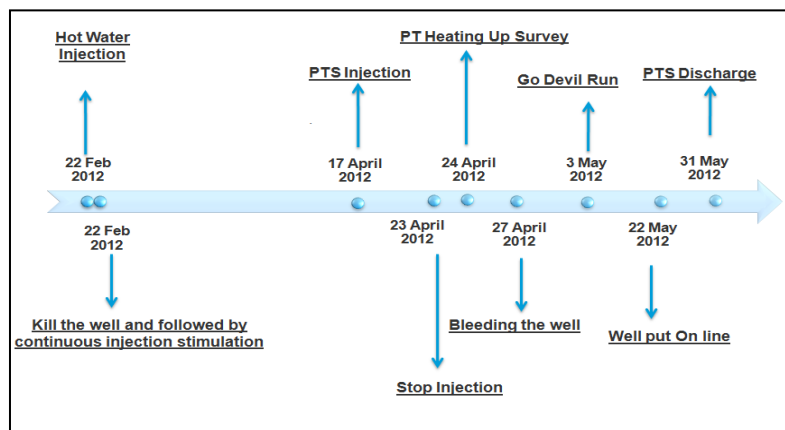 Hot Water
Injection
PTS Injection
PT Heating Up Survey
Go Devil Run
PTS Discharge
22 Feb
2012
17 April
2012
24 April
2012
3 May
2012
31 May
2012
22 Feb
2012
23 April
2012
27 April
2012
22 May
2012
Kill the well and followed by
continuous injection stimulation
Stop Injection
Bleeding the well
Well put On line